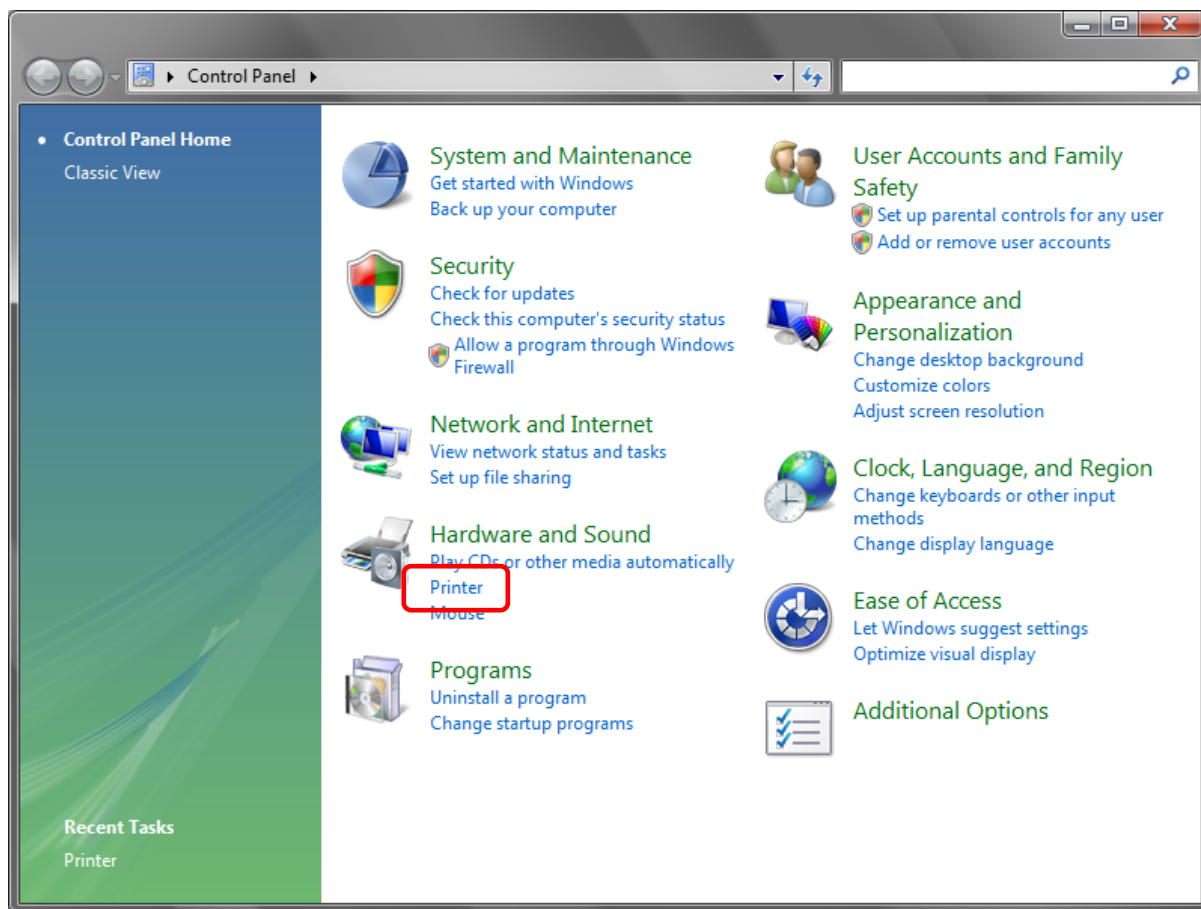 Control Panel
Control Panel Home
Classic View
System and Maintenance
Get started with Windows
Back up your computer
Security
Check for updates
Check this computer's security status
Allow a program through Windows
Firewall
Network and Internet
View network status and tasks
Set up file sharing
Hardware and Sound
Play CDs or other media automatically
Printer
Mouse
Programs
Uninstall a program
Change startup programs
User Accounts and Family
Safety
Set up parental controls for any user
Add or remove user accounts
Appearance and
Personalization
Change desktop background
Customize colors
Adjust screen resolution
Clock, Language, and Region
Change keyboards or other input
methods
Change display language
Ease of Access
Let Windows suggest settings
Optimize visual display
Additional Options
Recent Tasks
Printer